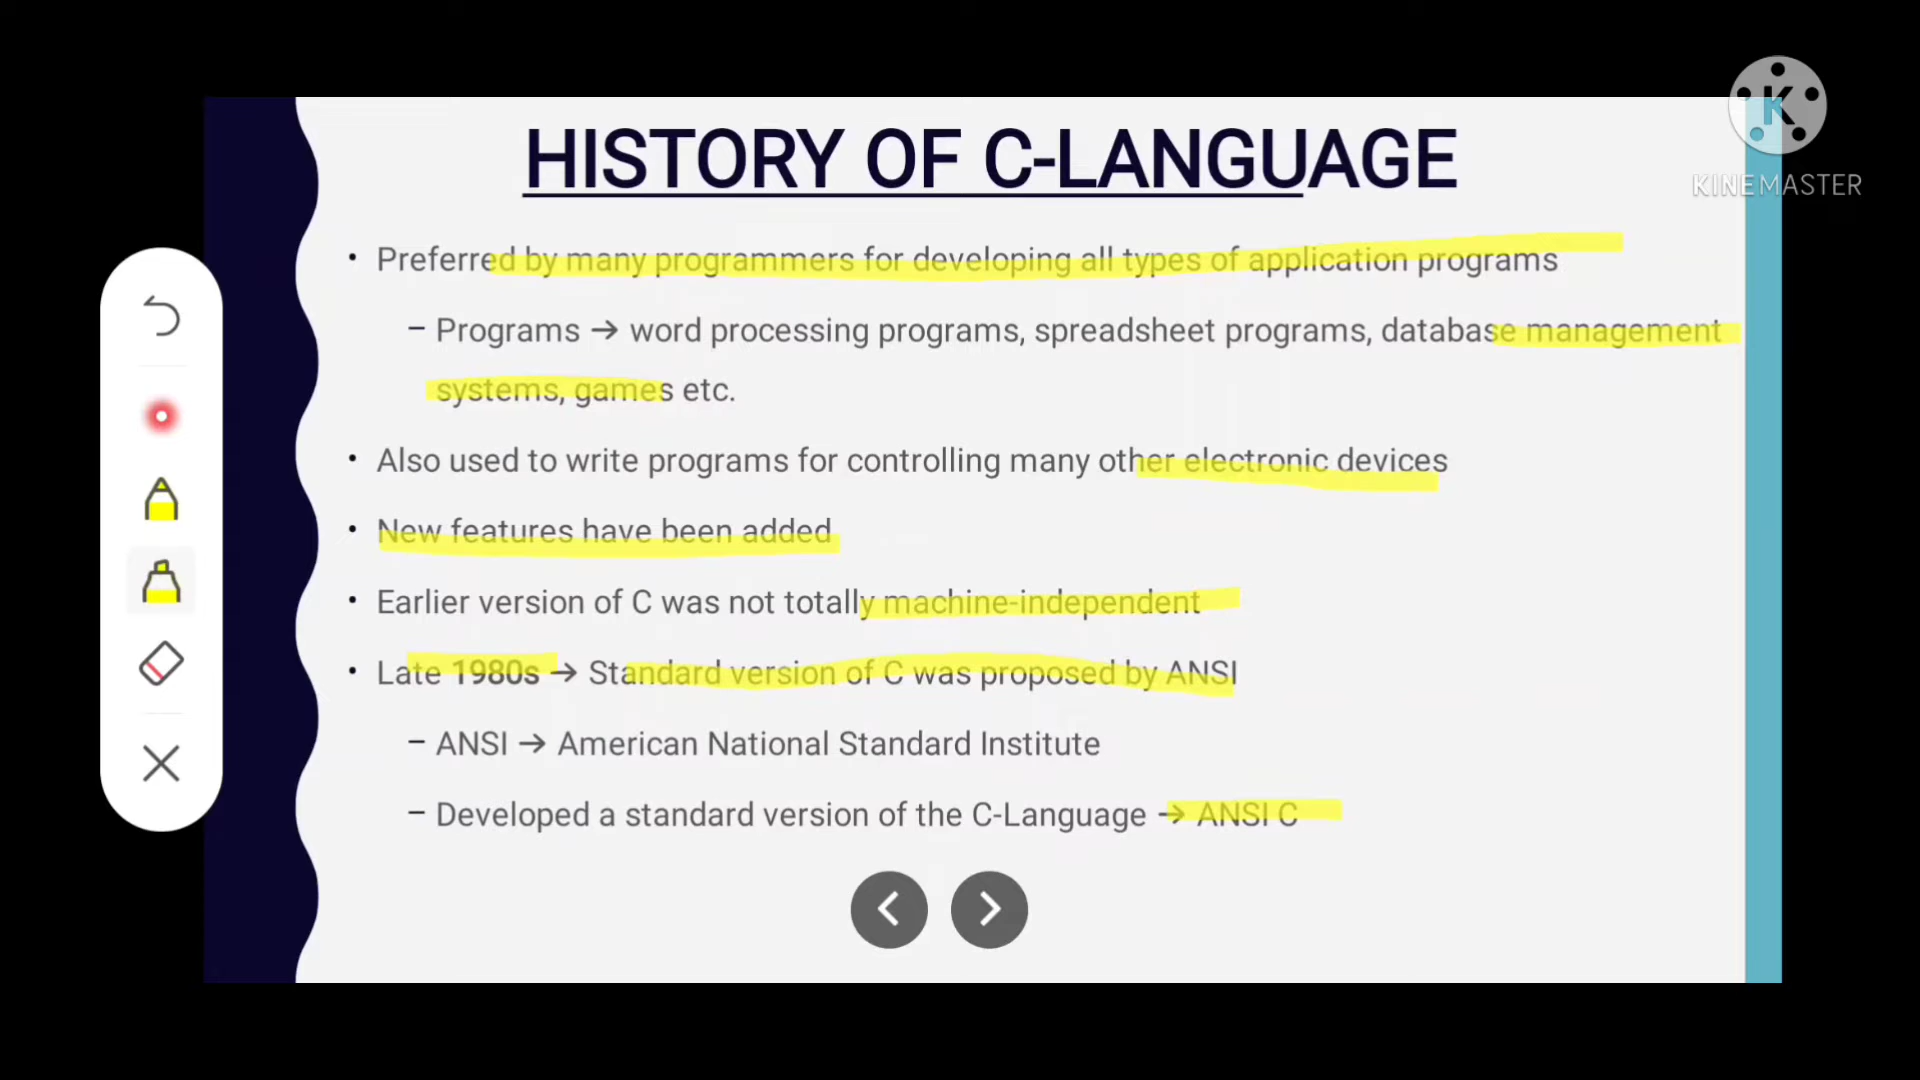 K
KINEMASTER
HISTORY OF C-LANGUAGE
• Preferred by many programmers for developing all types of application programs
– Programs → word processing programs, spreadsheet programs, database management
systems, games etc.
• Also used to write programs for controlling many other electronic devices
• New features have been added
• Earlier version of C was not totally machine-independent
• Late 1980s → Standard version of C was proposed by ANSI
– ANSI → American National Standard Institute
– Developed a standard version of the C-Language → ANSI C